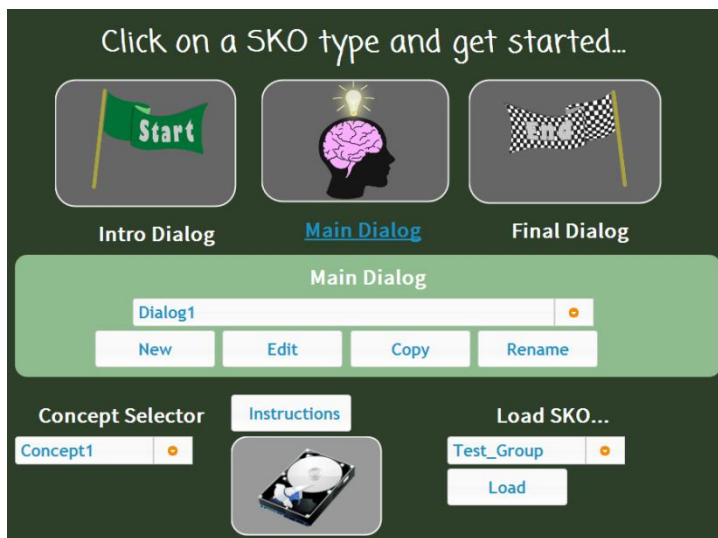 Click on a SKO type and get started...
Start
End
Intro Dialog
Main Dialog
Final Dialog
Main Dialog
Dialog1
New
Edit
Copy
Rename
Concept Selector
Instructions
Load SKO...
Concept1
Test_Group
Load